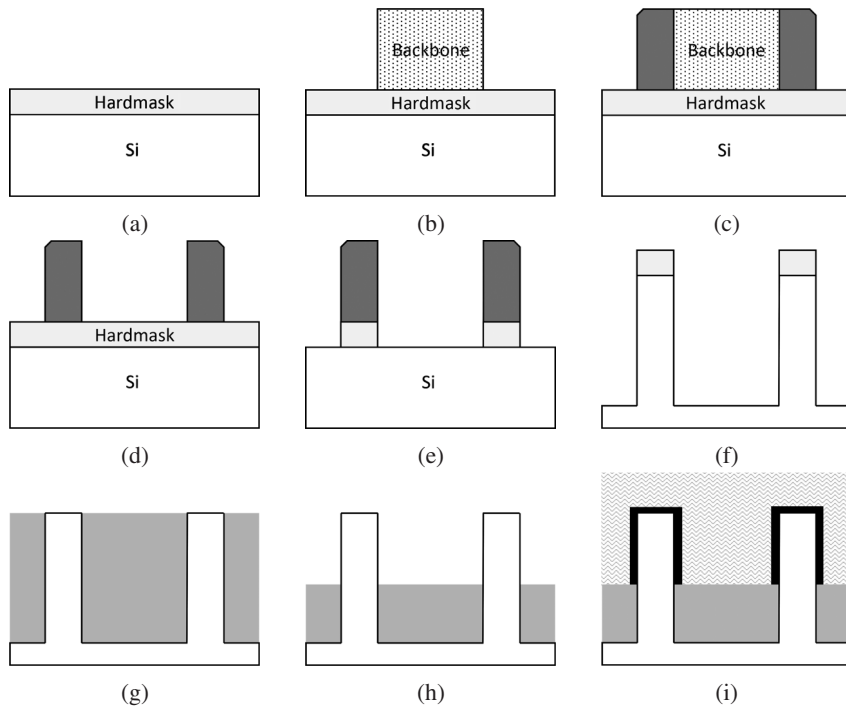 Hardmask
Si
(a)
Backbone
Hardmask
Si
(b)
Backbone
Hardmask
Si
(c)
Hardmask
Si
(d)
Si
(e)
(f)
(g)
(h)
(i)